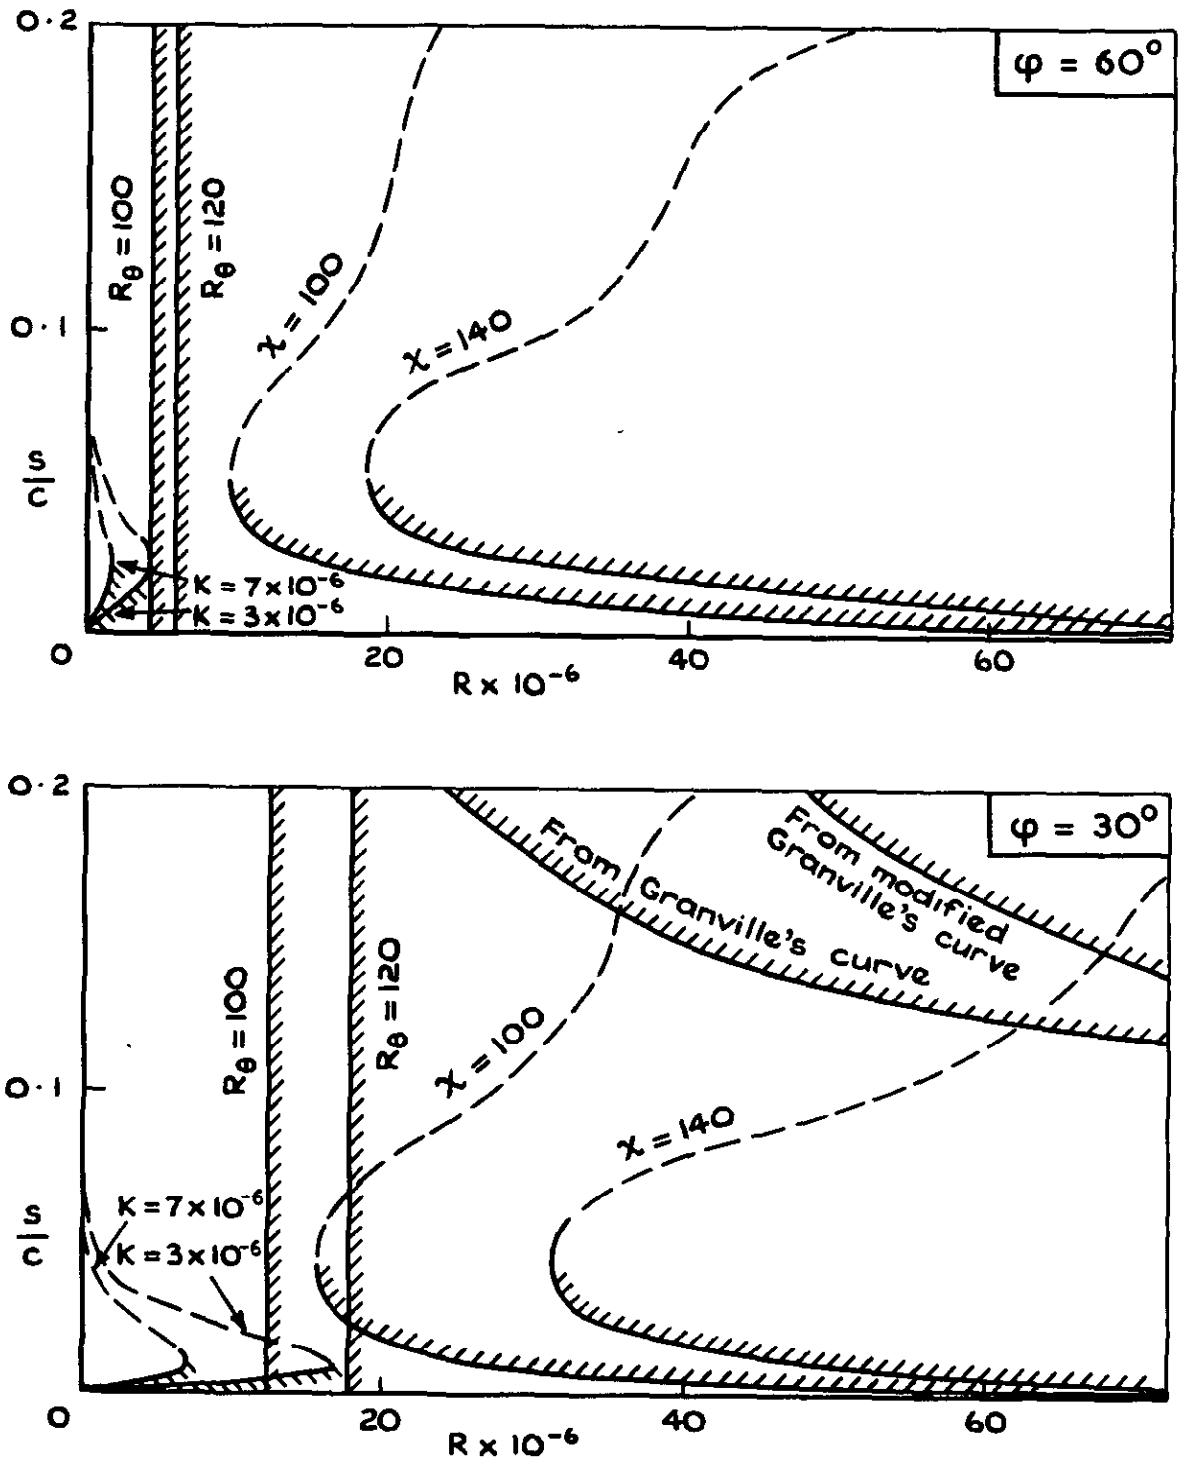 0·2
φ = 60°
R_θ = 100
R_θ = 120
χ = 100
χ = 140
0·1
s/c
K = 7×10⁻⁶
K = 3×10⁻⁶
0
20
40
60
R × 10⁻⁶
0·2
φ = 30°
From Granville's curve
From modified
Granville's curve
R_θ = 100
R_θ = 120
χ = 100
χ = 140
0·1
K = 7×10⁻⁶
K = 3×10⁻⁶
s/c
0
20
40
60
R × 10⁻⁶